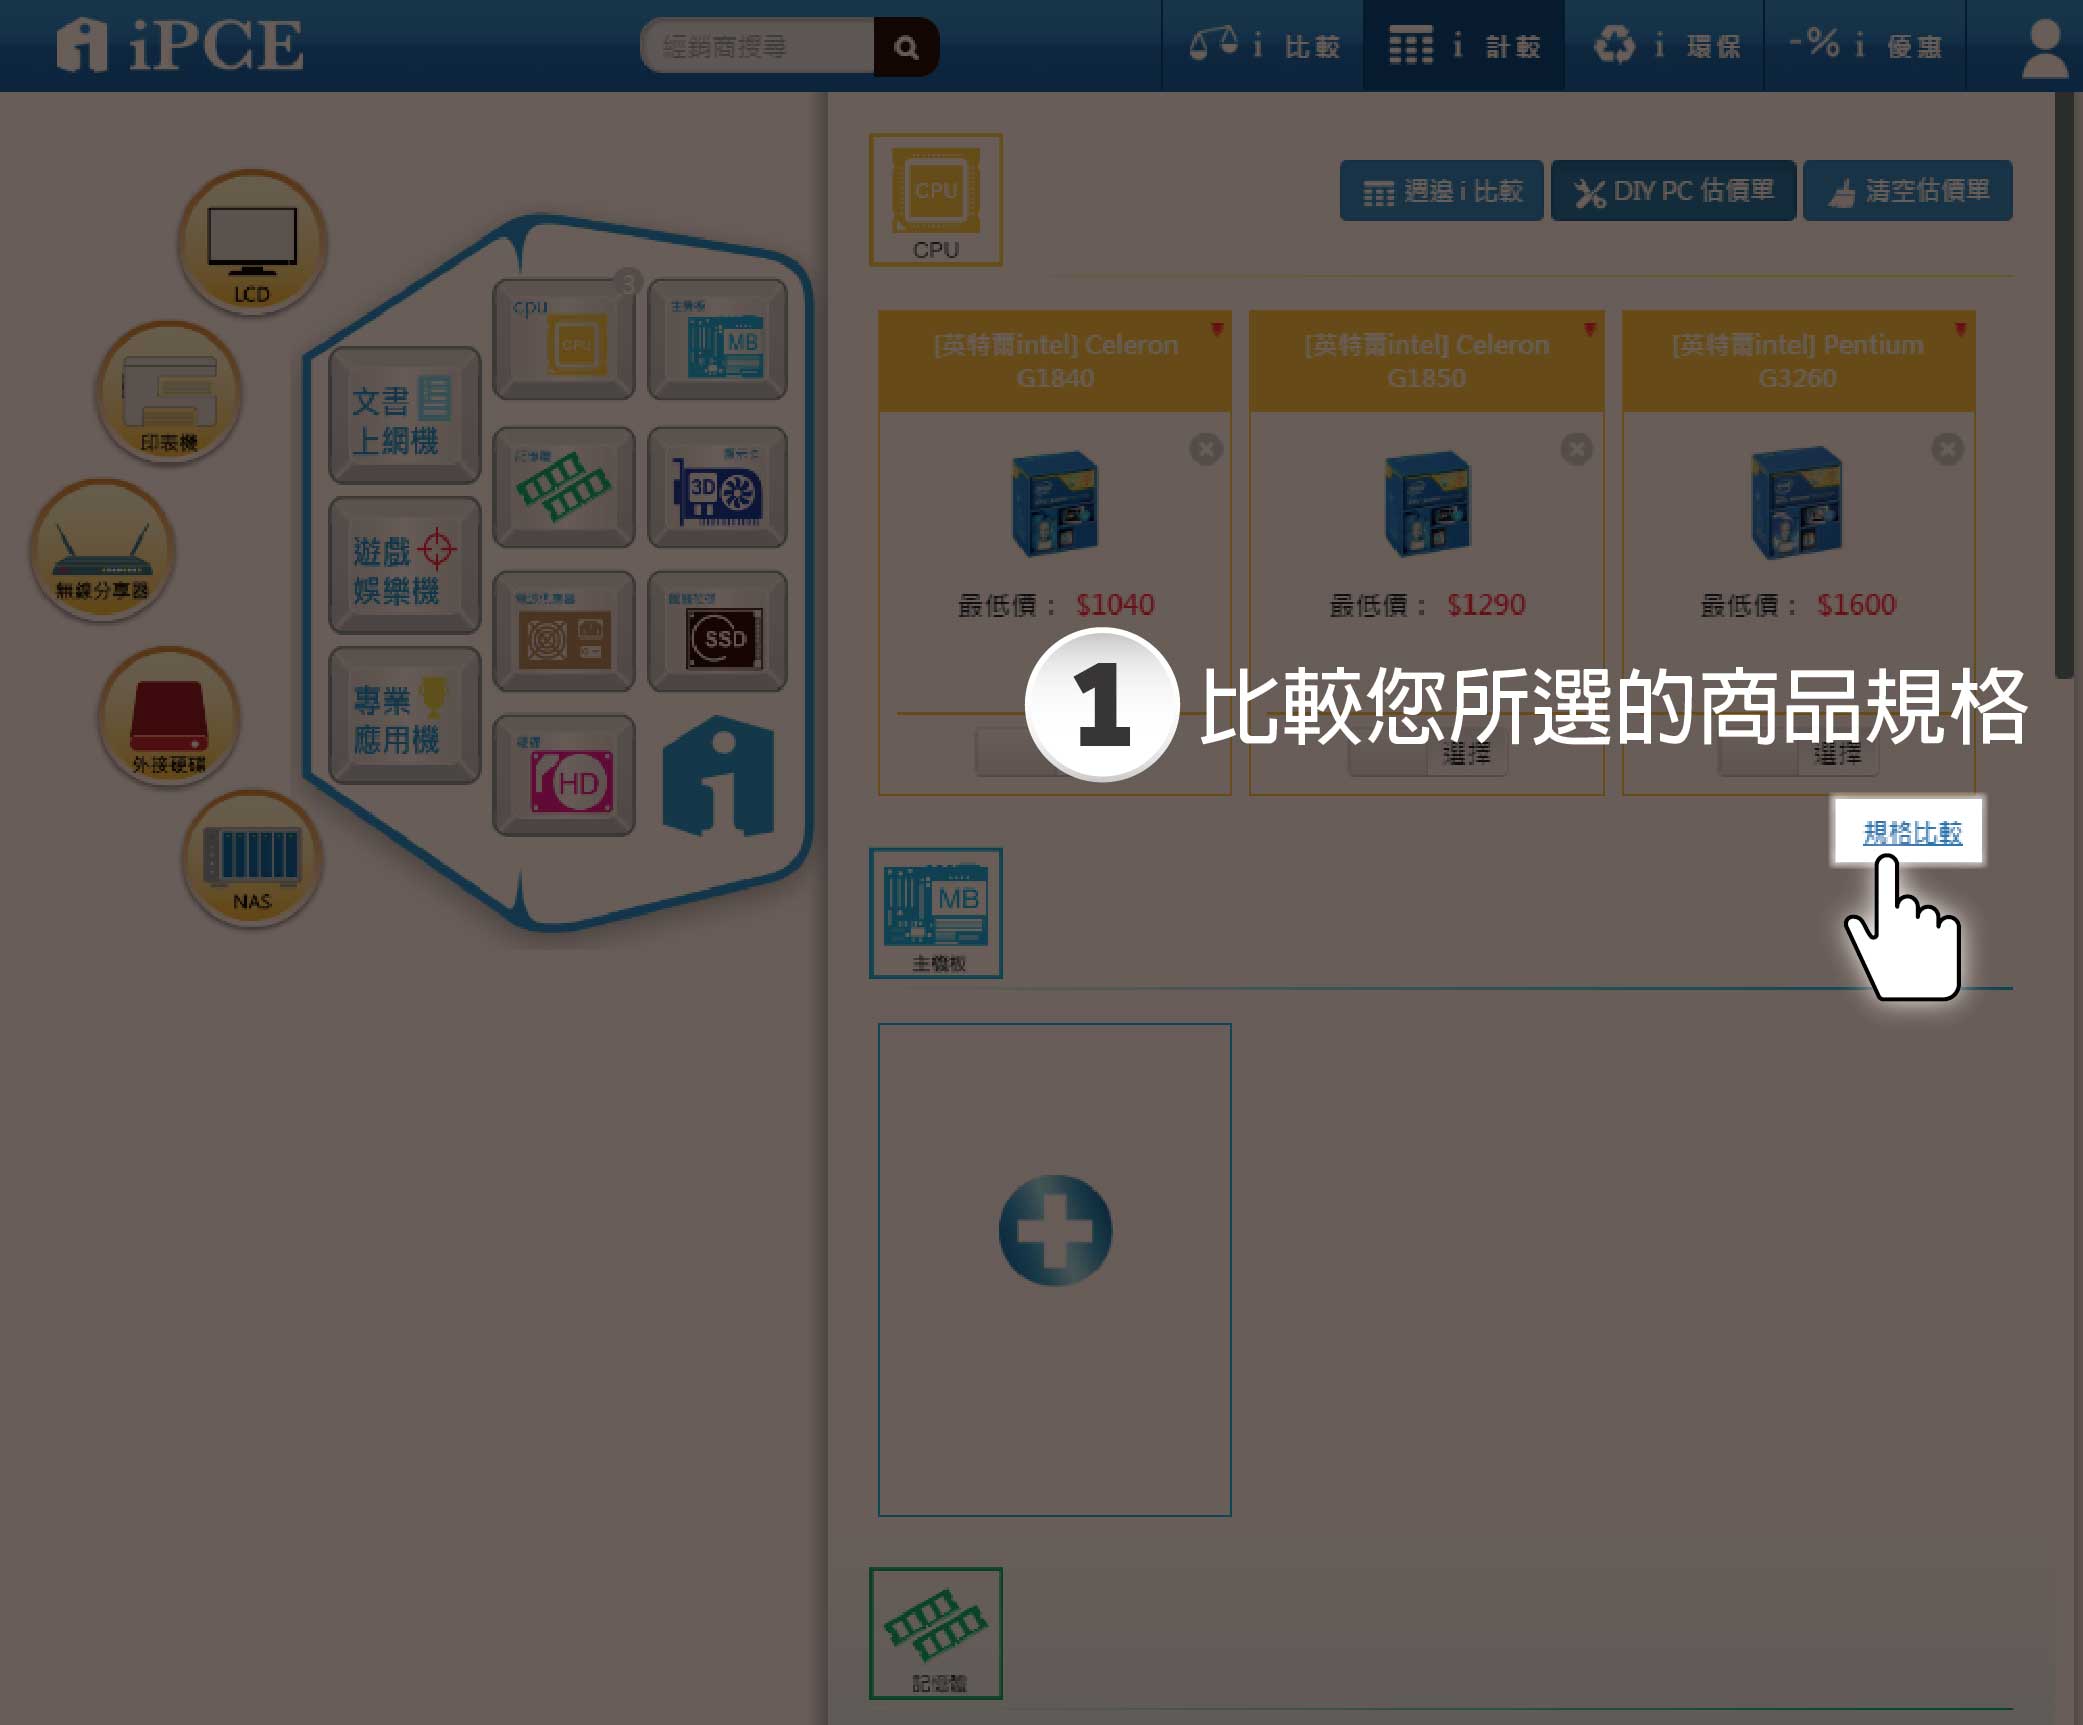 iPCE
經銷商搜尋
i 比較
i 計較
i 環保
-% i 優惠
LCD
印表機
無線分享器
外接硬碟
NAS
文書
上網機
遊戲
娛樂機
專業
應用機
cpu
CPU
3
主機板
MB
記憶體
顯示卡
3D
電源供應器
SSD
硬碟
HD
CPU
CPU
週邊 i 比較
DIY PC 估價單
清空估價單
[英特爾intel] Celeron
G1840
最低價： $1040
[英特爾intel] Celeron
G1850
最低價： $1290
選擇
[英特爾intel] Pentium
G3260
最低價： $1600
選擇
1 比較您所選的商品規格
規格比較
MB
主機板
記憶體